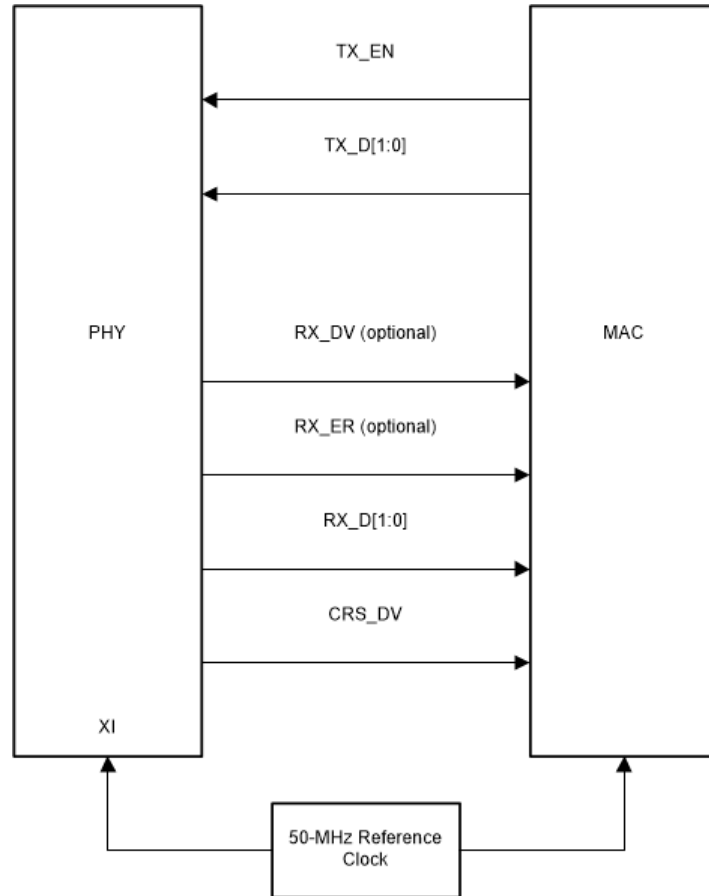 TX_EN
TX_D[1:0]
PHY
RX_DV (optional)
MAC
RX_ER (optional)
RX_D[1:0]
CRS_DV
XI
50-MHz Reference
Clock